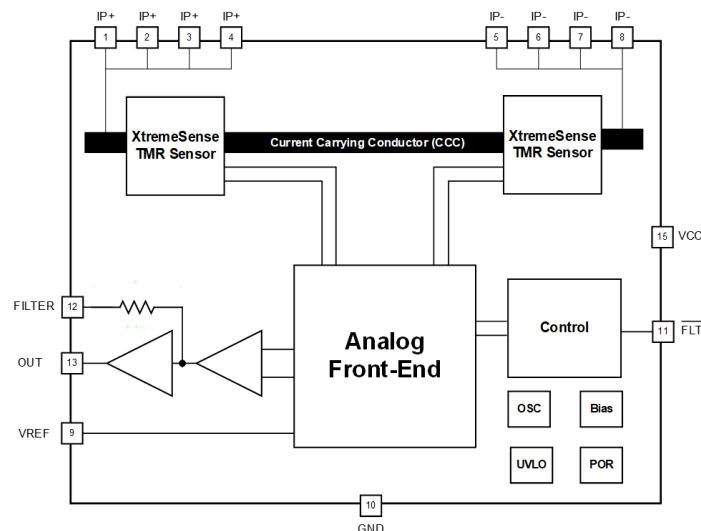 IP+ IP+ IP+ IP+ IP- IP- IP- IP-
1 2 3 4 5 6 7 8
XtremeSense
TMR Sensor
Current Carrying Conductor (CCC)
XtremeSense
TMR Sensor
15 VCC
FILTER 12
OUT 13
VREF 9
Analog
Front-End
Control
11 FLT
OSC Bias
UVLO POR
10
GND